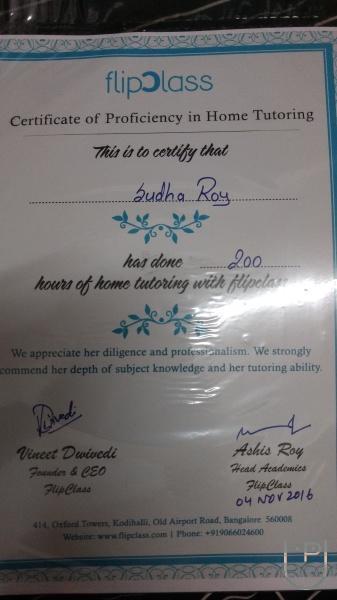 flipclass
Certificate of Proficiency in Home Tutoring
This is to certify that
Sudha Roy
has done 200
hours of home tutoring with flipclass
We appreciate her diligence and professionalism. We strongly
commend her depth of subject knowledge and her tutoring ability.
Vineet Dwivedi
Founder & CEO
FlipClass
Ashis Roy
Head Academics
FlipClass
04 NOV 2016
414, Oxford Towers, Kodihalli, Old Airport Road, Bangalore 560008
Website: www.flipclass.com | Phone: +919066024600